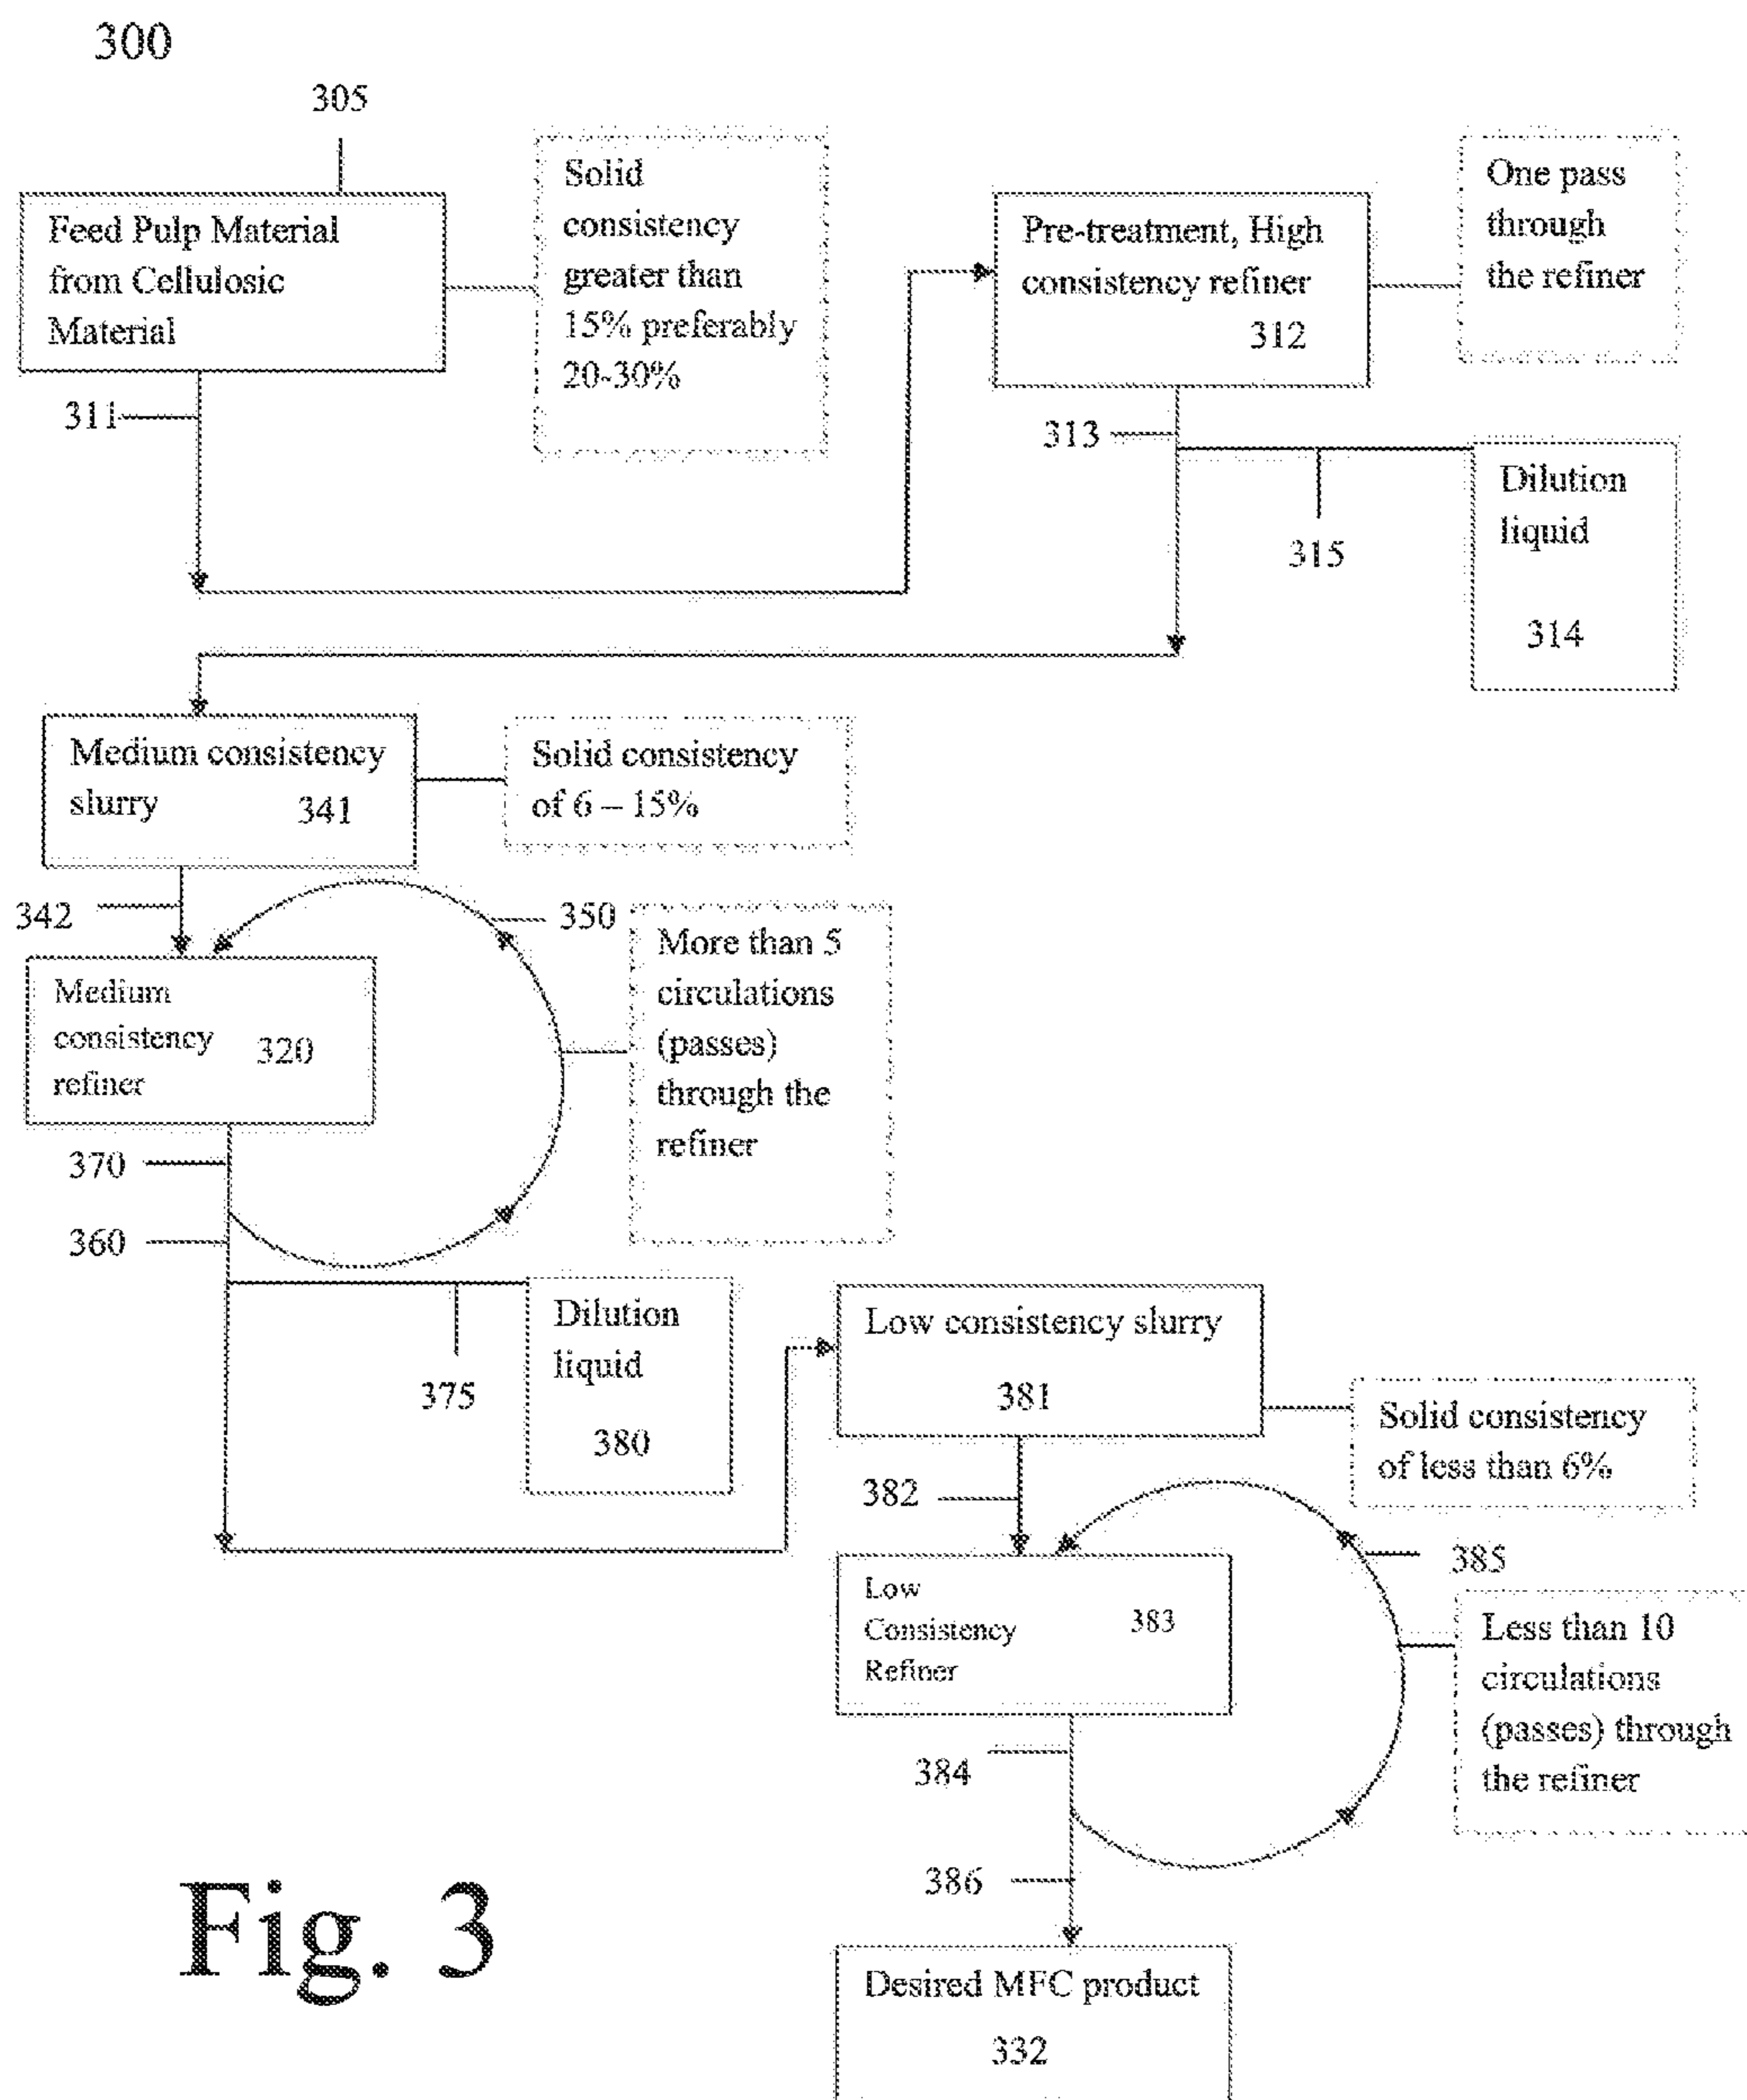 300
305
Feed Pulp Material
from Cellulosic
Material
Solid
consistency
greater than
15% preferably
20-30%
Pre-treatment, High
consistency refiner
312
One pass
through
the refiner
311
313
315
Dilution
liquid
314
Medium consistency
slurry 341
Solid consistency
of 6 – 15%
342
350
Medium
consistency 320
refiner
More than 5
circulations
(passes)
through the
refiner
370
360
375
Dilution
liquid
380
Low consistency slurry
381
Solid consistency
of less than 6%
382
385
Low
Consistency 383
Refiner
Less than 10
circulations
(passes) through
the refiner
384
386
Desired MFC product
332
Fig. 3